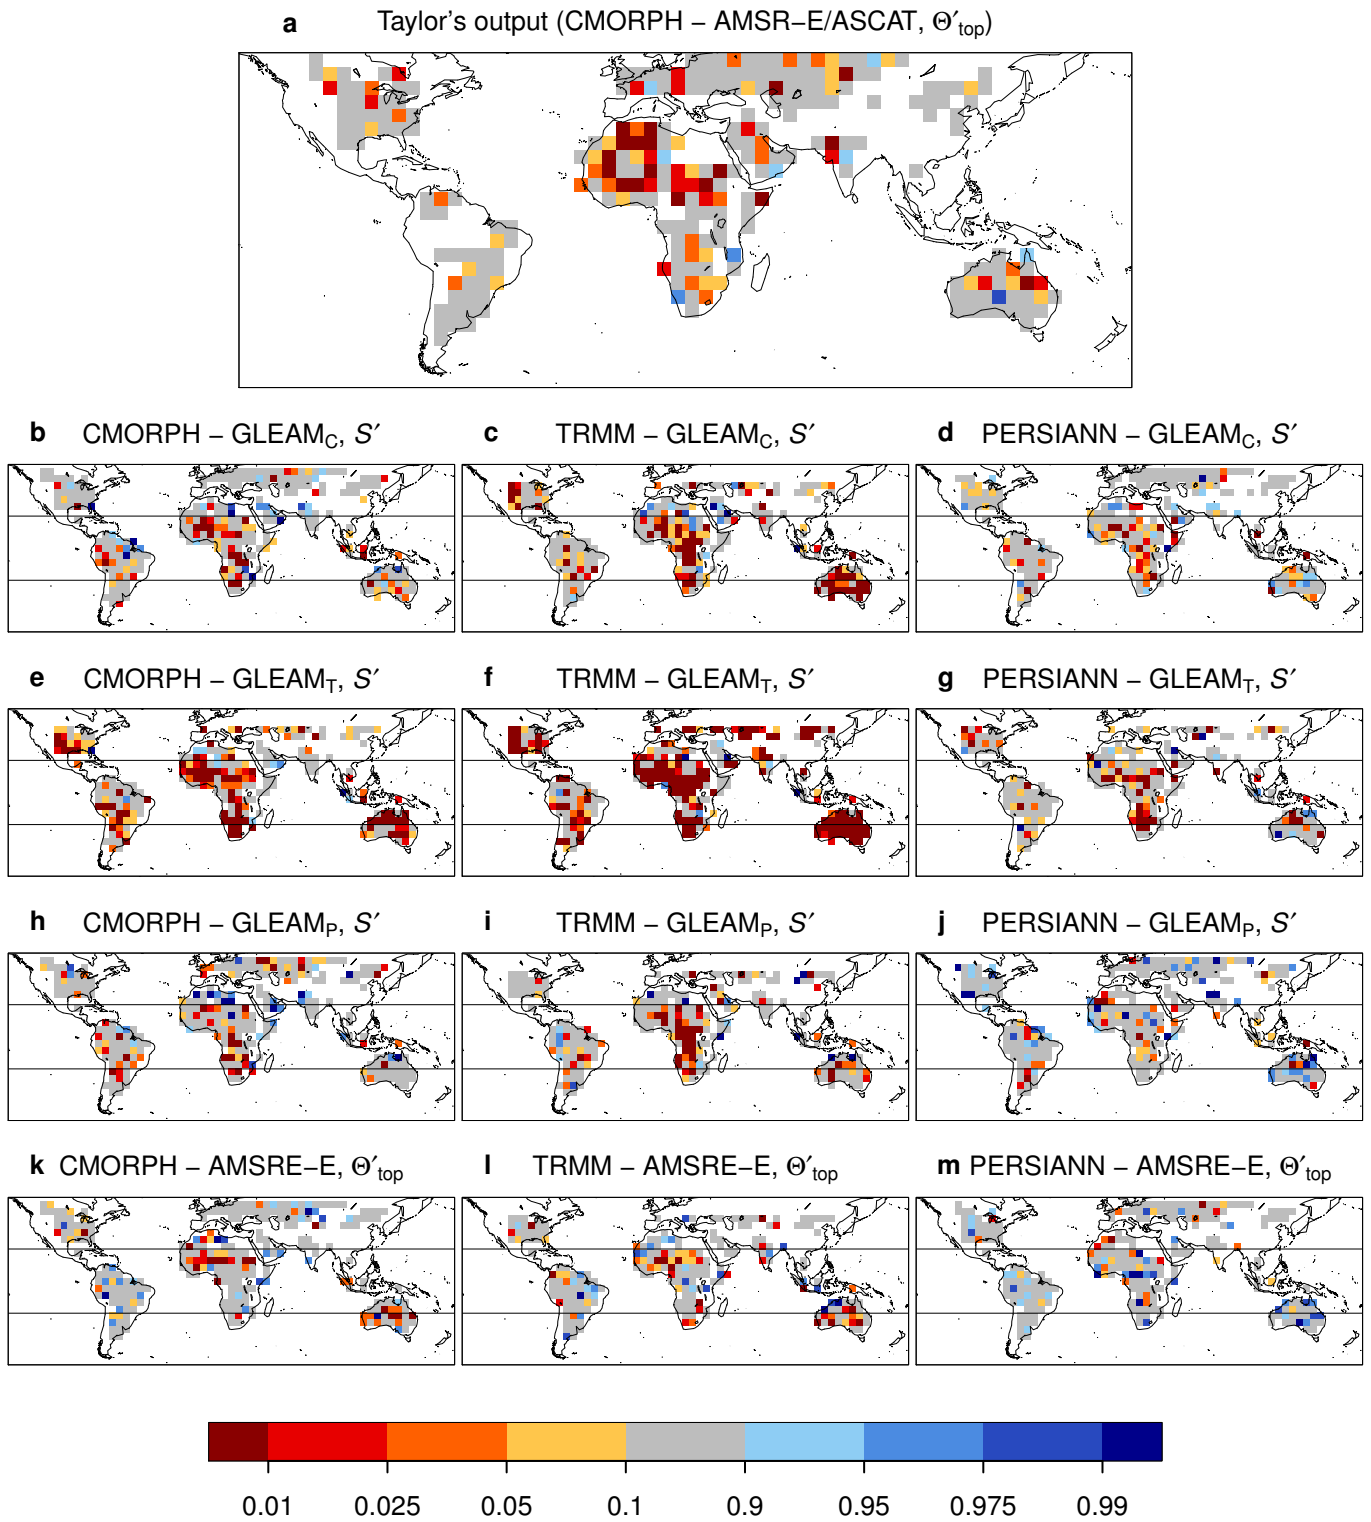 a Taylor's output (CMORPH − AMSR−E/ASCAT, Θ′top)
b CMORPH − GLEAMC, S′ c TRMM − GLEAMC, S′ d PERSIANN − GLEAMC, S′
e CMORPH − GLEAMT, S′ f TRMM − GLEAMT, S′ g PERSIANN − GLEAMT, S′
h CMORPH − GLEAMP, S′ i TRMM − GLEAMP, S′ j PERSIANN − GLEAMP, S′
k CMORPH − AMSRE−E, Θ′top l TRMM − AMSRE−E, Θ′top m PERSIANN − AMSRE−E, Θ′top
0.01 0.025 0.05 0.1 0.9 0.95 0.975 0.99